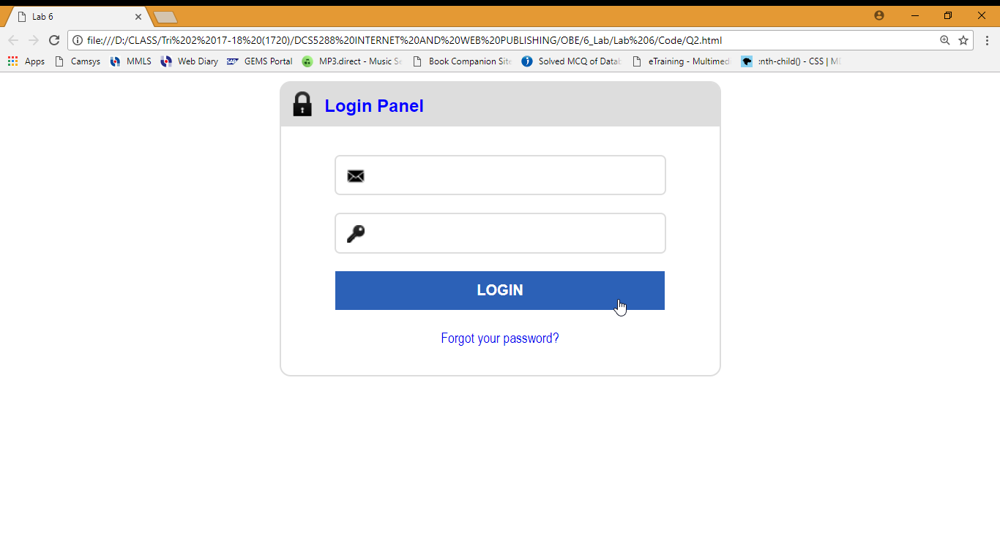 Lab 6
file:///D:/CLASS/Tri%202%2017-18%20(1720)/DCS5288%20INTERNET%20AND%20WEB%20PUBLISHING/OBE/6_Lab/Lab%206/Code/Q2.html
Apps Camsys MMLS Web Diary SAP GEMS Portal MP3.direct - Music Se Book Companion Site Solved MCQ of Datab eTraining - Multimed :nth-child() - CSS | M
Login Panel
LOGIN
Forgot your password?